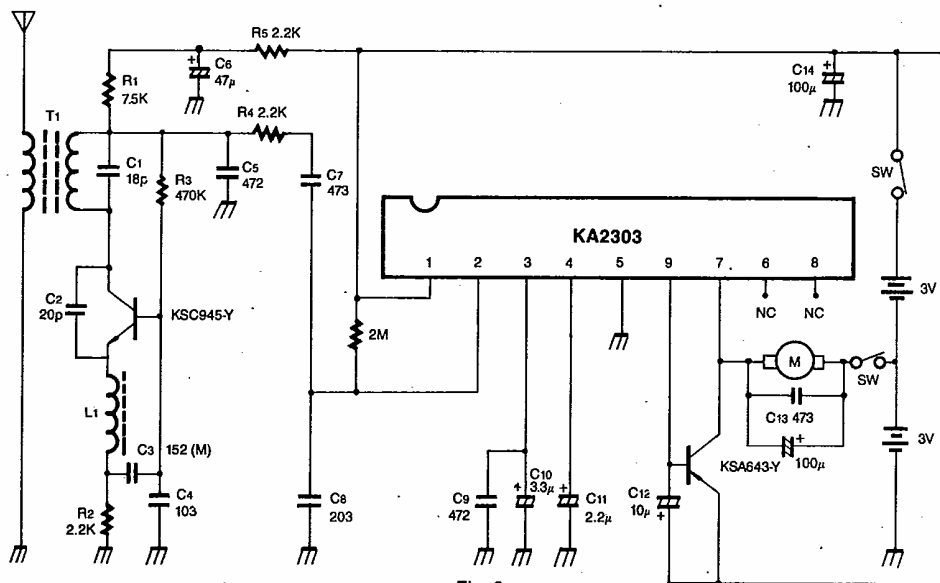 R5 2.2K
C6
47μ
R1
7.5K
C14
100μ
T1
R4 2.2K
C1
18p
R3
470K
C5
472
C7
473
SW
KA2303
1 2 3 4 5 9 7 6 8
NC NC
3V
C2
20p
KSC945-Y
2M
M
SW
C13 473
L1
100μ
KSA643-Y
3V
C3 152 (M)
C4
103
R2
2.2K
C8
203
C9
472
C10
3.3μ
C11
2.2μ
C12
10μ